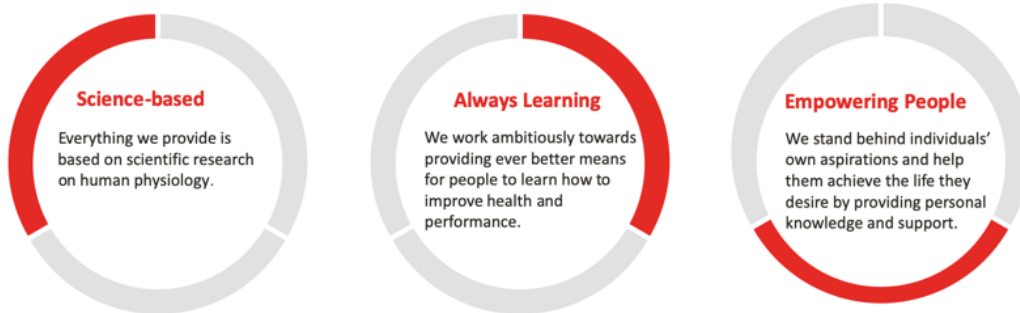 Science-based
Everything we provide is
based on scientific research
on human physiology.
Always Learning
We work ambitiously towards
providing ever better means
for people to learn how to
improve health and
performance.
Empowering People
We stand behind individuals’
own aspirations and help
them achieve the life they
desire by providing personal
knowledge and support.